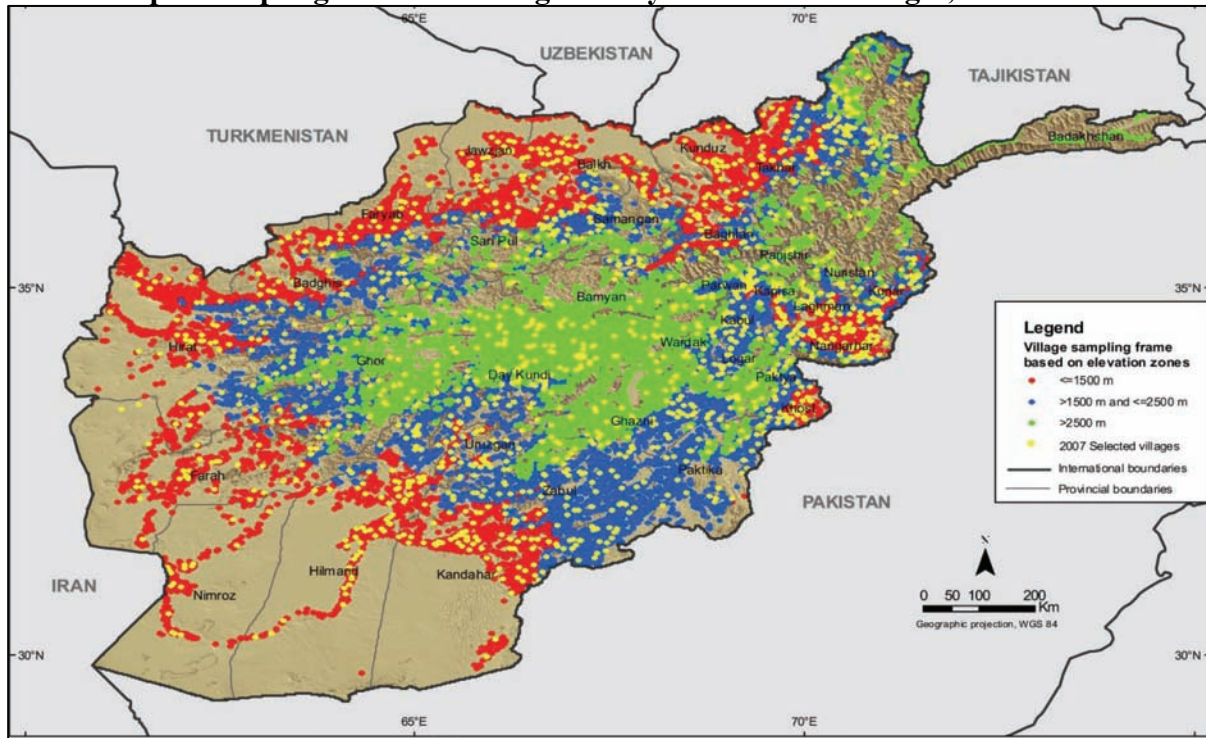 65°E
70°E
UZBEKISTAN
TAJIKISTAN
TURKMENISTAN
Badakhshan
Kunduz
Jawzjan
Balkh
Takhar
Faryab
Samangan
Baghlan
Sari Pul
Panjshir
Badghis
Nuristan
35°N
Parwan
Kapisa
Kunar
35°N
Bamyan
Laghman
Kabul
Hirat
Wardak
Nangarhar
Ghor
Logar
Day Kundi
Paktya
Khost
Ghazni
Uruzgan
Paktika
Farah
Zabul
PAKISTAN
Hilmand
Kandahar
IRAN
Nimroz
Legend
Village sampling frame
based on elevation zones
<=1500 m
>1500 m and <=2500 m
>2500 m
2007 Selected villages
International boundaries
Provincial boundaries
N
0 50 100 200
Km
Geographic projection, WGS 84
30°N
30°N
65°E
70°E